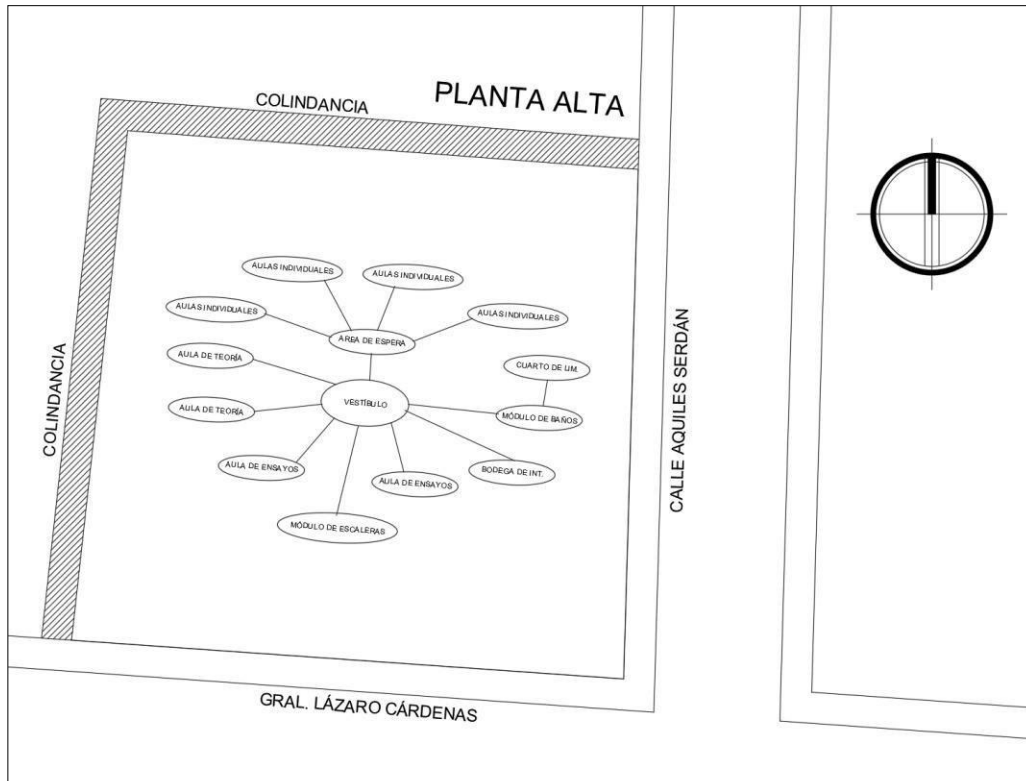 PLANTA ALTA
COLINDANCIA
AULAS INDIVIDUALES
AULAS INDIVIDUALES
AULAS INDIVIDUALES
AULAS INDIVIDUALES
ÁREA DE ESPERA
AULA DE TEORÍA
CUARTO DE LIM.
VESTÍBULO
AULA DE TEORÍA
MÓDULO DE BAÑOS
AULA DE ENSAYOS
BODEGA DE INT.
AULA DE ENSAYOS
MÓDULO DE ESCALERAS
COLINDANCIA
CALLE AQUILES SERDÁN
GRAL. LÁZARO CÁRDENAS